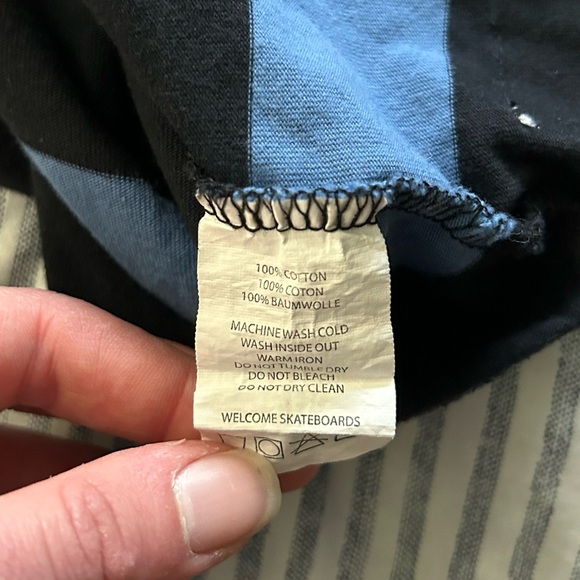 100% COTTON
100% COTON
100% BAUMWOLLE
MACHINE WASH COLD
WASH INSIDE OUT
WARM IRON
DO NOT TUMBLE DRY
DO NOT BLEACH
DO NOT DRY CLEAN
WELCOME SKATEBOARDS